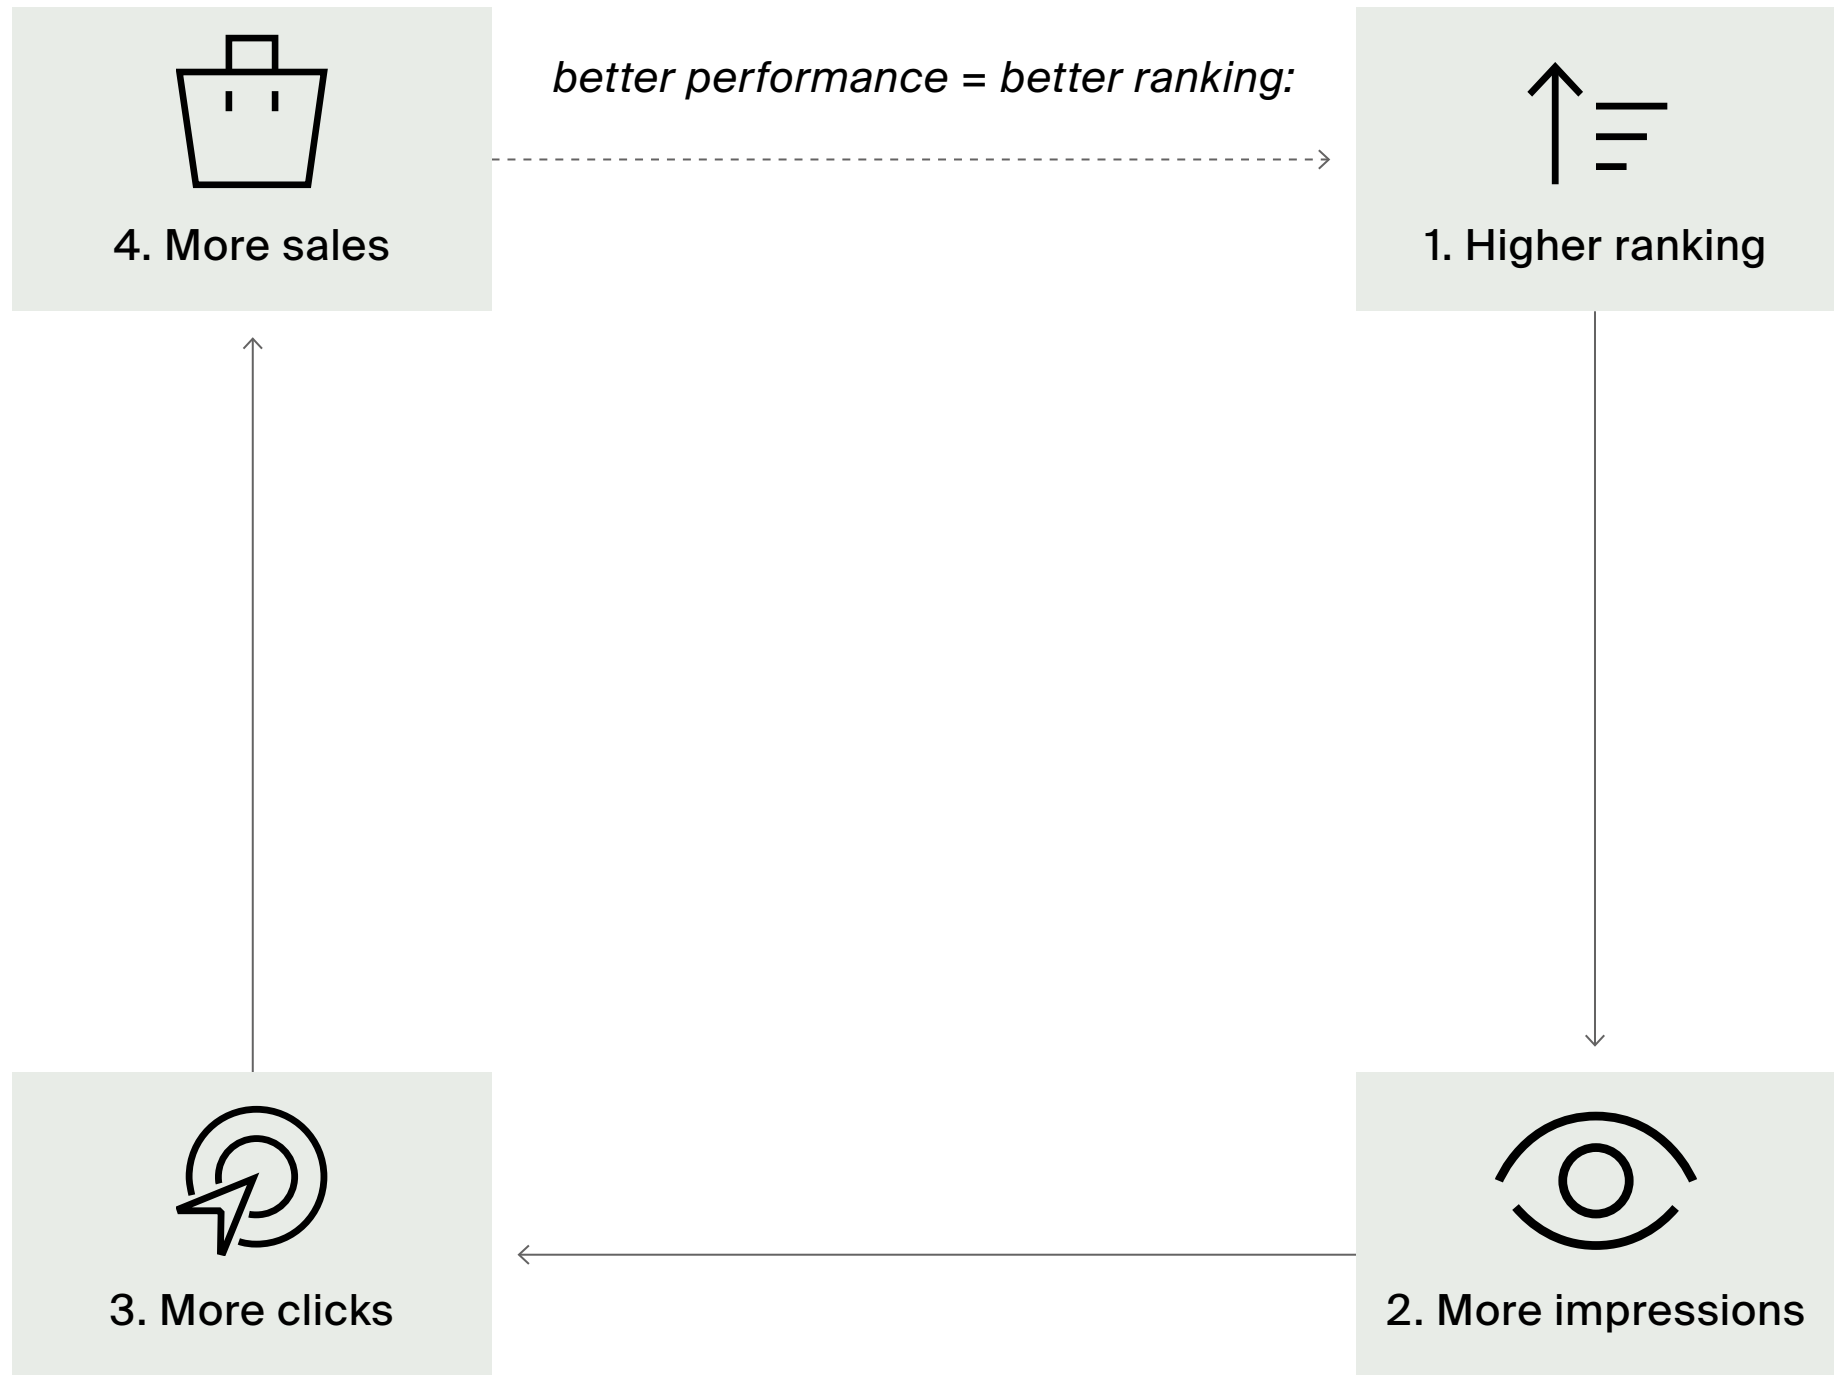 better performance = better ranking:
4. More sales
1. Higher ranking
3. More clicks
2. More impressions